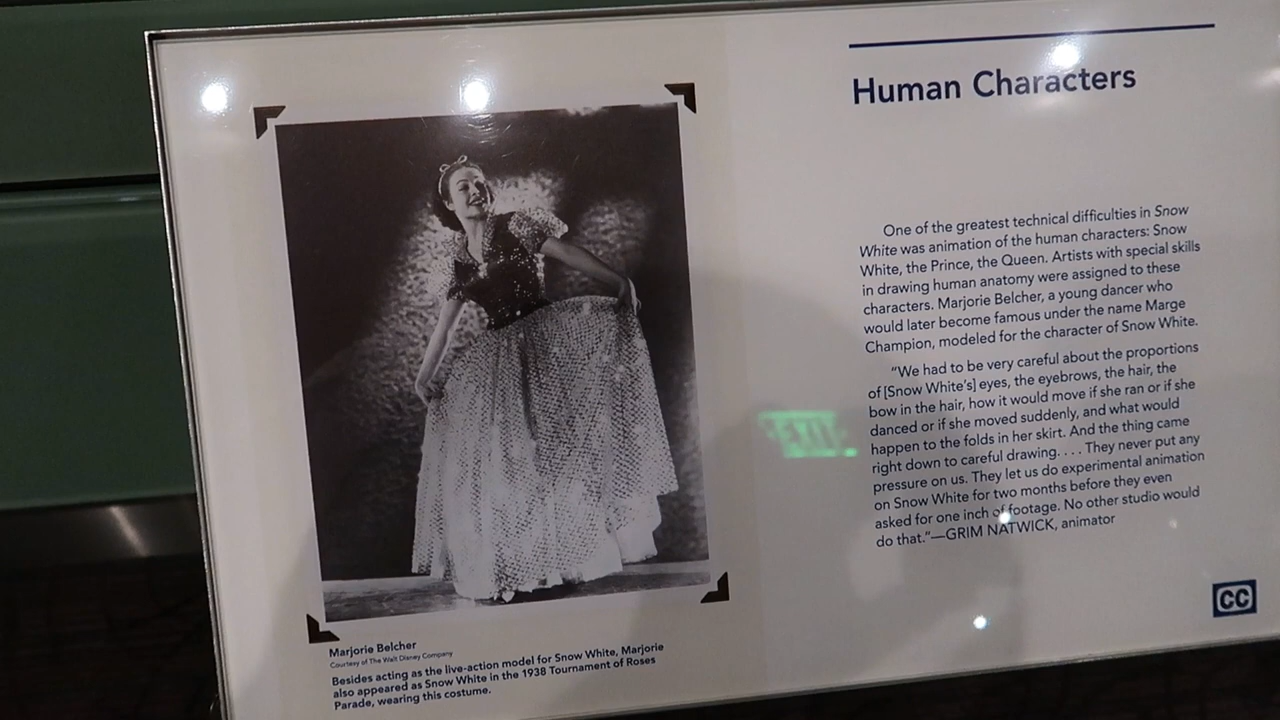 Human Characters
One of the greatest technical difficulties in Snow
White was animation of the human characters: Snow
White, the Prince, the Queen. Artists with special skills
in drawing human anatomy were assigned to these
characters. Marjorie Belcher, a young dancer who
would later become famous under the name Marge
Champion, modeled for the character of Snow White.
“We had to be very careful about the proportions
of [Snow White’s] eyes, the eyebrows, the hair, the
bow in the hair, how it would move if she ran or if she
danced or if she moved suddenly, and what would
happen to the folds in her skirt. And the thing came
right down to careful drawing. . . . They never put any
pressure on us. They let us do experimental animation
on Snow White for two months before they even
asked for one inch of footage. No other studio would
do that.”—GRIM NATWICK, animator
EXIT
CC
Marjorie Belcher
Courtesy of The Walt Disney Company
Besides acting as the live-action model for Snow White, Marjorie
also appeared as Snow White in the 1938 Tournament of Roses
Parade, wearing this costume.